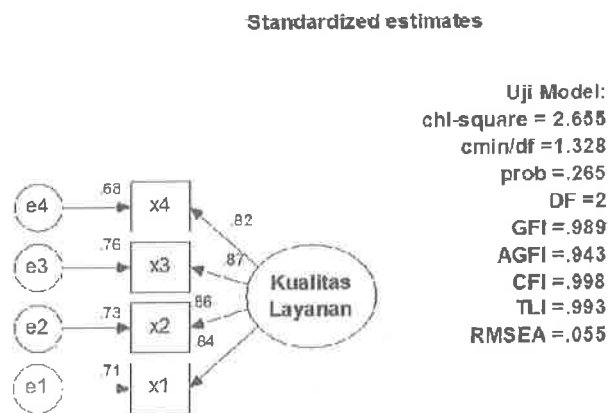 Standardized estimates
Uji Model:
chi-square = 2.655
cmin/df =1.328
prob =.265
DF =2
GFI =.989
AGFI =.943
CFI =.998
TLI =.993
RMSEA =.055
.68
e4
x4
.82
.76
e3
x3
.87
Kualitas
Layanan
.73
e2
x2
.86
.84
.71
e1
x1